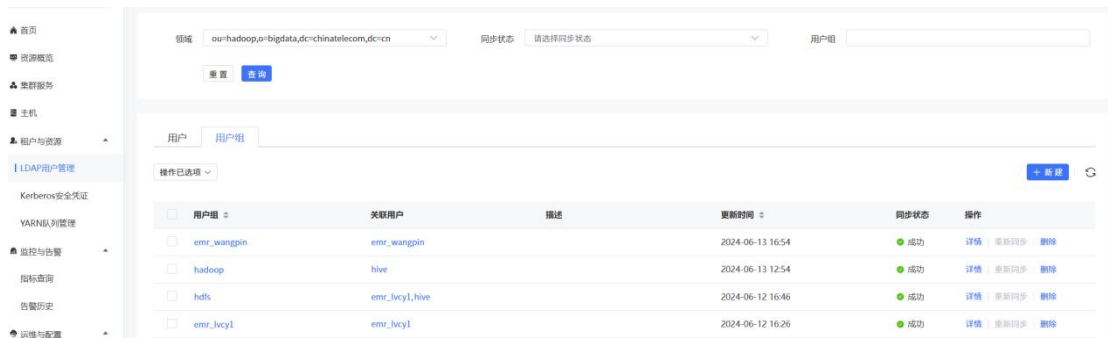 首页
资源概览
集群服务
主机
租户与资源
LDAP用户管理
Kerberos安全凭证
YARN队列管理
监控与告警
指标查询
告警历史
运维与配置
领域 ou=hadoop,o=bigdata,dc=chinatelecom,dc=cn 同步状态 请选择同步状态 用户组
重置 查询
用户 用户组
操作已选项 + 新建
用户组 关联用户 描述 更新时间 同步状态 操作
emr_wangpin emr_wangpin 2024-06-13 16:54 成功 详情 重新同步 删除
hadoop hive 2024-06-13 12:54 成功 详情 重新同步 删除
hdfs emr_lvcy1,hive 2024-06-12 16:46 成功 详情 重新同步 删除
emr_lvcy1 emr_lvcy1 2024-06-12 16:26 成功 详情 重新同步 删除